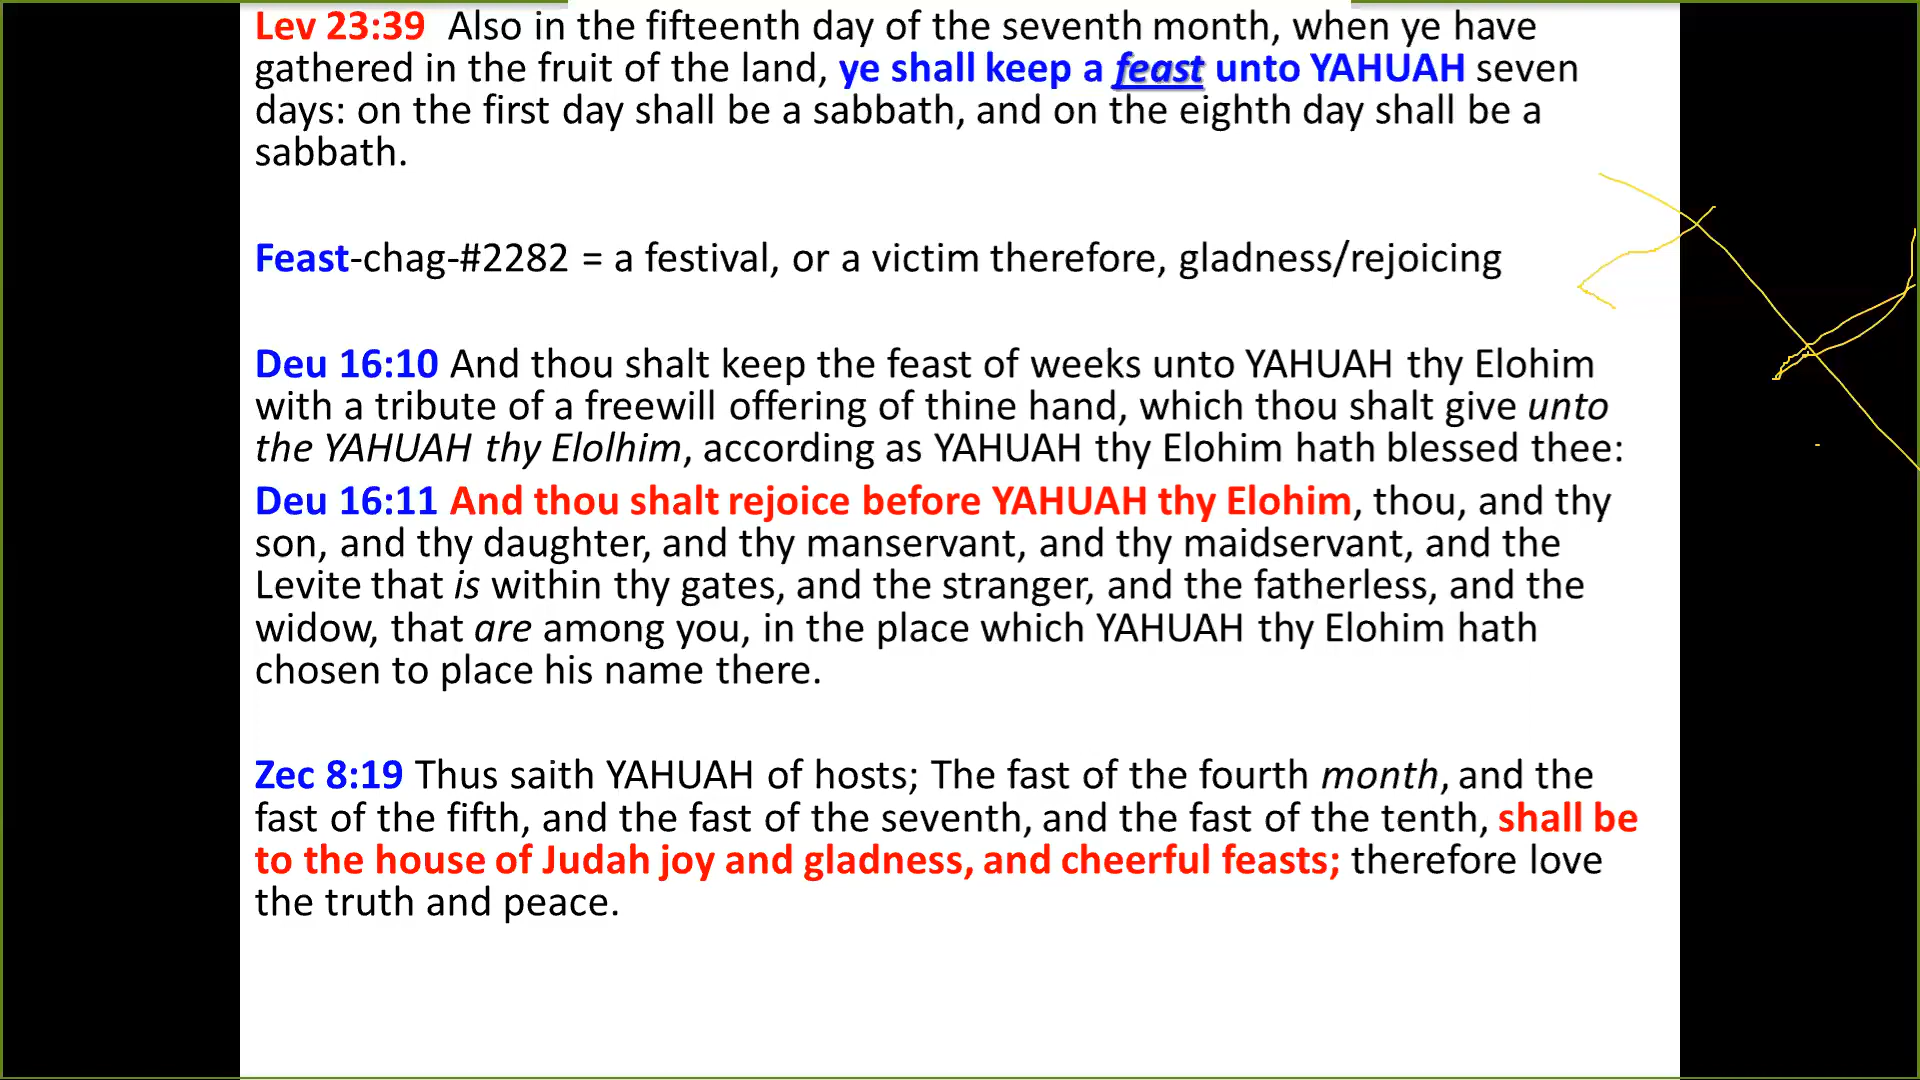 Lev 23:39 Also in the fifteenth day of the seventh month, when ye have
gathered in the fruit of the land, ye shall keep a feast unto YAHUAH seven
days: on the first day shall be a sabbath, and on the eighth day shall be a
sabbath.
Feast-chag-#2282 = a festival, or a victim therefore, gladness/rejoicing
Deu 16:10 And thou shalt keep the feast of weeks unto YAHUAH thy Elohim
with a tribute of a freewill offering of thine hand, which thou shalt give unto
the YAHUAH thy Elolhim, according as YAHUAH thy Elohim hath blessed thee:
Deu 16:11 And thou shalt rejoice before YAHUAH thy Elohim, thou, and thy
son, and thy daughter, and thy manservant, and thy maidservant, and the
Levite that is within thy gates, and the stranger, and the fatherless, and the
widow, that are among you, in the place which YAHUAH thy Elohim hath
chosen to place his name there.
Zec 8:19 Thus saith YAHUAH of hosts; The fast of the fourth month, and the
fast of the fifth, and the fast of the seventh, and the fast of the tenth, shall be
to the house of Judah joy and gladness, and cheerful feasts; therefore love
the truth and peace.